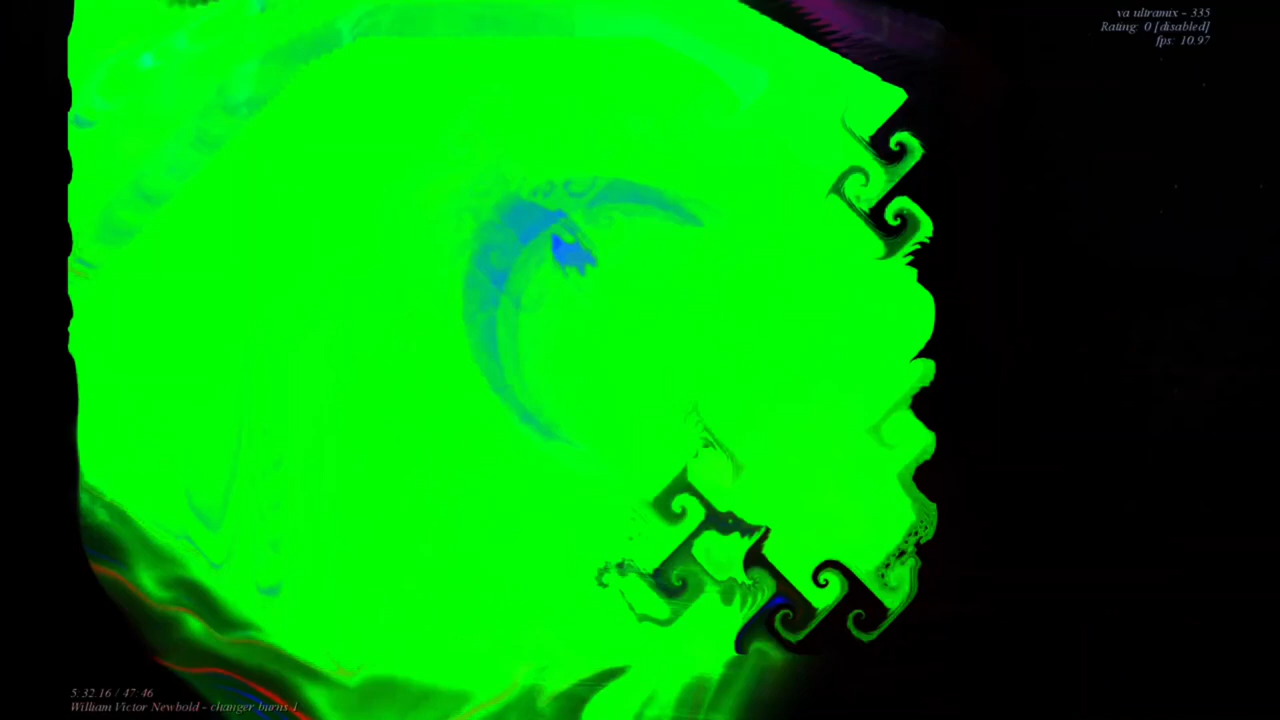 va ultramix - 335
Rating: 0 [disabled]
fps: 10.97
5:32.16 / 47:46
William Victor Newbold - changer burns 1